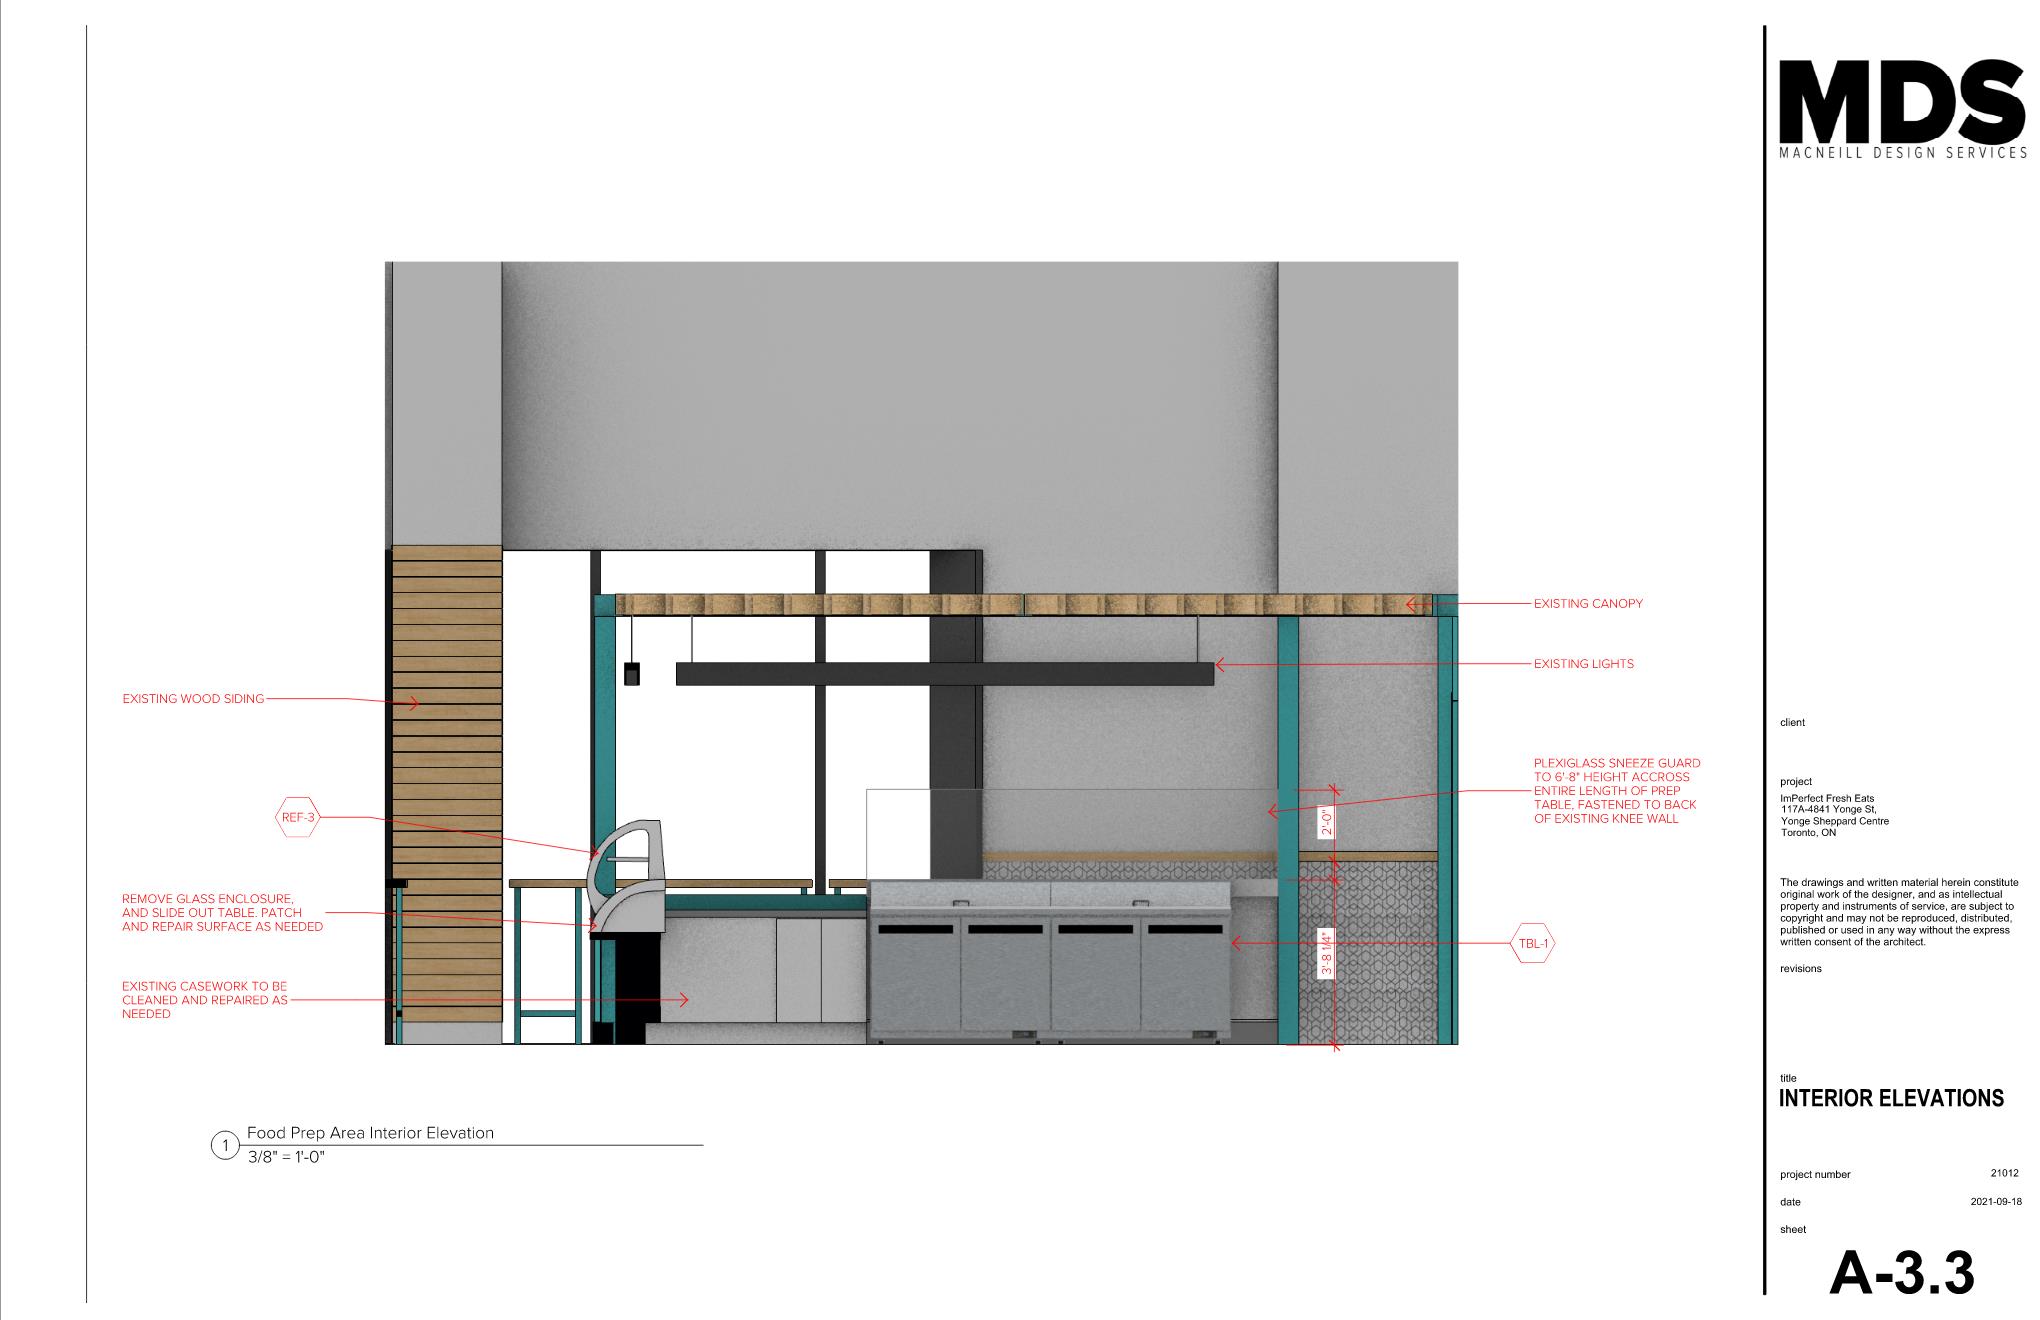 MDS
MACNEILL DESIGN SERVICES
EXISTING CANOPY
EXISTING LIGHTS
EXISTING WOOD SIDING
PLEXIGLASS SNEEZE GUARD
TO 6'-8" HEIGHT ACCROSS
ENTIRE LENGTH OF PREP
TABLE, FASTENED TO BACK
OF EXISTING KNEE WALL
2'-0"
REF-3
REMOVE GLASS ENCLOSURE,
AND SLIDE OUT TABLE. PATCH
AND REPAIR SURFACE AS NEEDED
3'-8 1/4"
TBL-1
EXISTING CASEWORK TO BE
CLEANED AND REPAIRED AS
NEEDED
1
Food Prep Area Interior Elevation
3/8" = 1'-0"
client
project
ImPerfect Fresh Eats
117A-4841 Yonge St,
Yonge Sheppard Centre
Toronto, ON
The drawings and written material herein constitute
original work of the designer, and as intellectual
property and instruments of service, are subject to
copyright and may not be reproduced, distributed,
published or used in any way without the express
written consent of the architect.
revisions
title
INTERIOR ELEVATIONS
project number 21012
date 2021-09-18
sheet
A-3.3